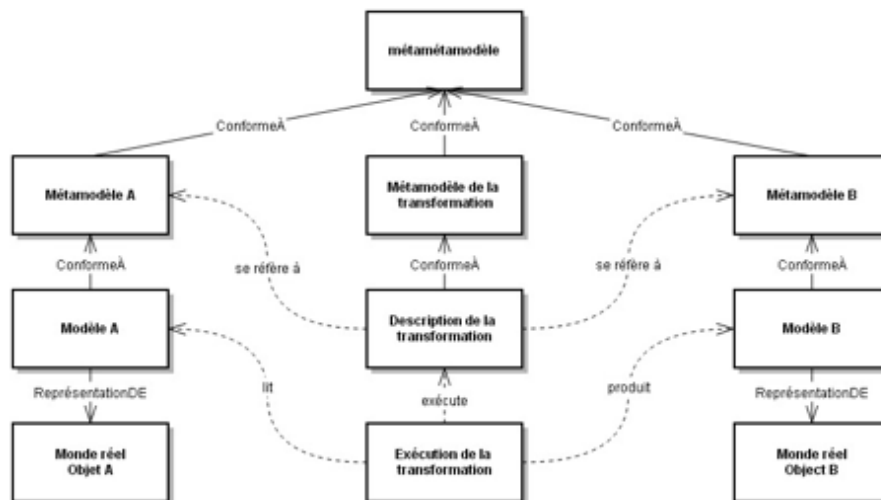 métamétamodèle
ConformeÀ
ConformeÀ
ConformeÀ
Métamodèle A
Métamodèle de la
transformation
Métamodèle B
ConformeÀ
se réfère à
ConformeÀ
se réfère à
ConformeÀ
Modèle A
Description de la
transformation
Modèle B
ReprésentationDE
lit
exécute
produit
ReprésentationDE
Monde réel
Objet A
Exécution de la
transformation
Monde réel
Object B